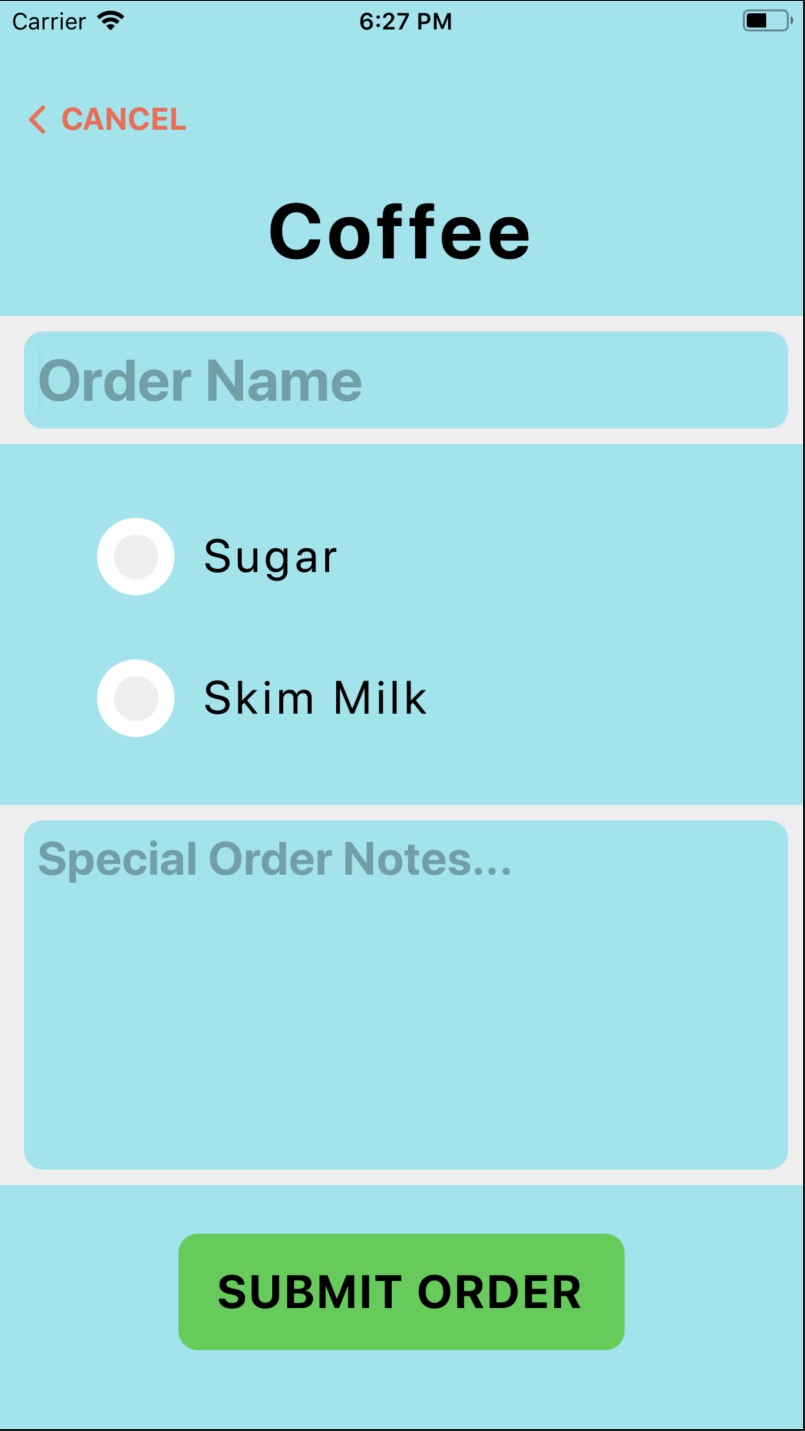 Carrier 6:27 PM
CANCEL
Coffee
Order Name
Sugar
Skim Milk
Special Order Notes...
SUBMIT ORDER